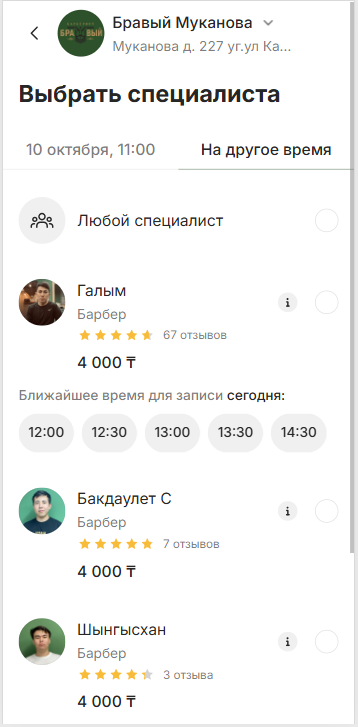 Бравый Муканова
Муканова д. 227 уг.ул Ка...
БРАВЫЙ
Выбрать специалиста
10 октября, 11:00
На другое время
Любой специалист
Галым
Барбер
67 отзывов
4 000 ₸
Ближайшее время для записи сегодня:
12:00 12:30 13:00 13:30 14:30
Бакдаулет С
Барбер
7 отзывов
4 000 ₸
Шынгысхан
Барбер
3 отзыва
4 000 ₸